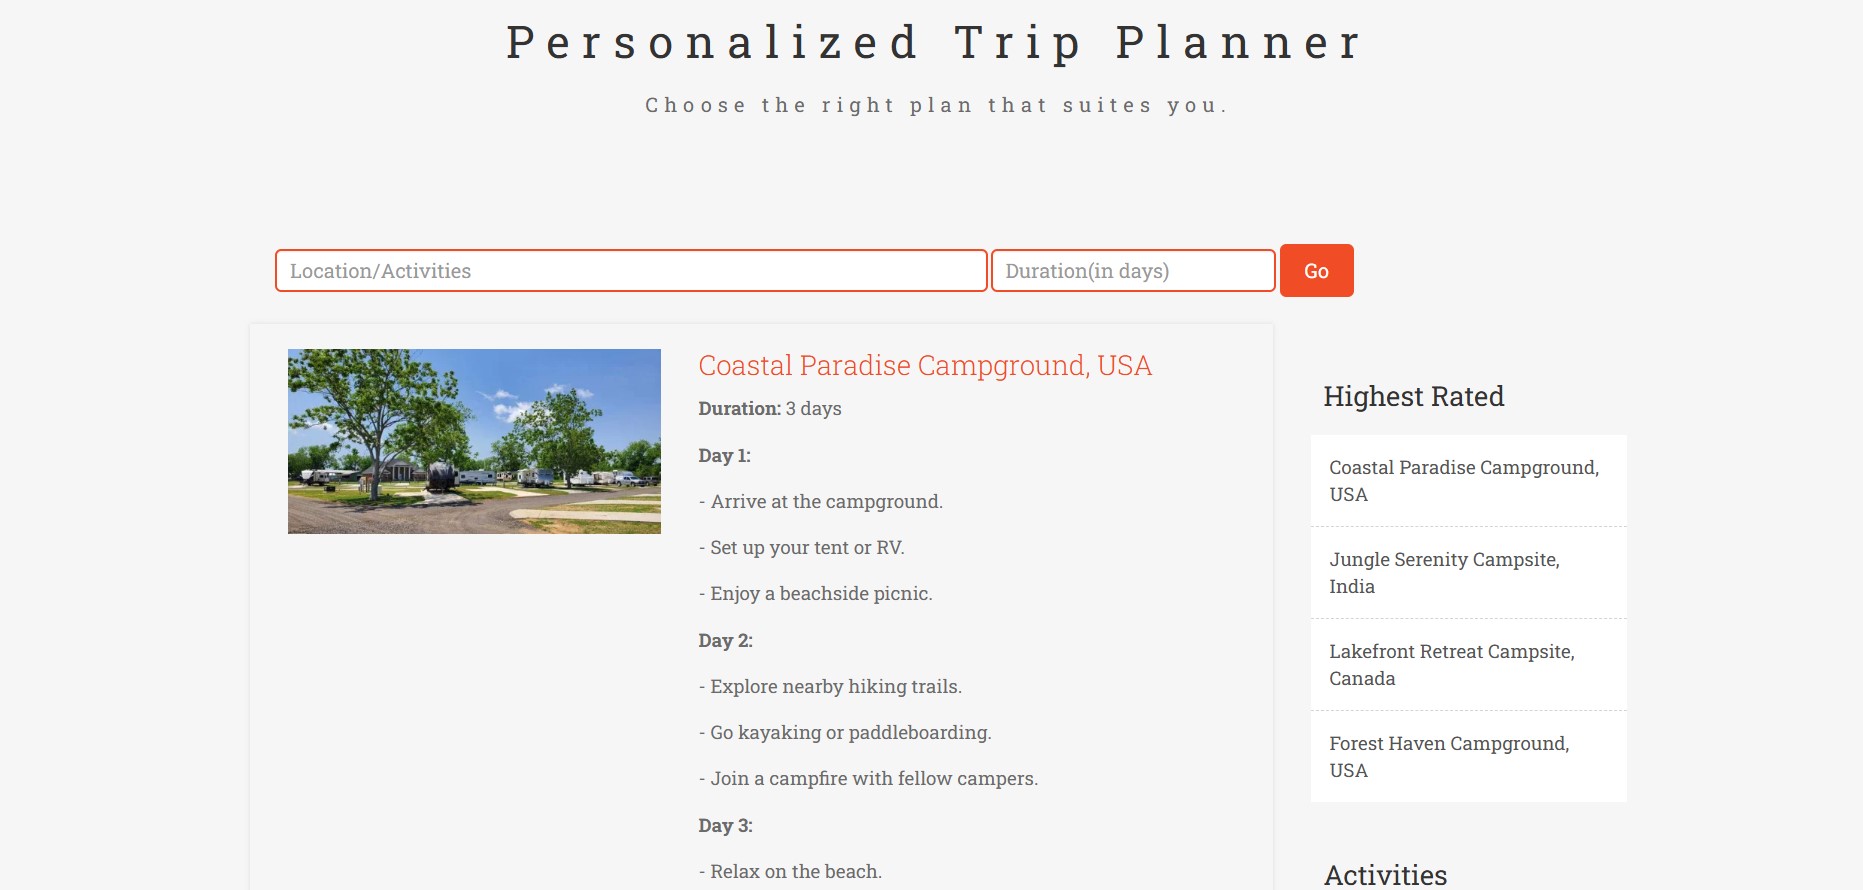 Personalized Trip Planner
Choose the right plan that suites you.
Location/Activities
Duration(in days)
Go
Coastal Paradise Campground, USA
Duration: 3 days
Day 1:
- Arrive at the campground.
- Set up your tent or RV.
- Enjoy a beachside picnic.
Day 2:
- Explore nearby hiking trails.
- Go kayaking or paddleboarding.
- Join a campfire with fellow campers.
Day 3:
- Relax on the beach.
Highest Rated
Coastal Paradise Campground,
USA
Jungle Serenity Campsite,
India
Lakefront Retreat Campsite,
Canada
Forest Haven Campground,
USA
Activities